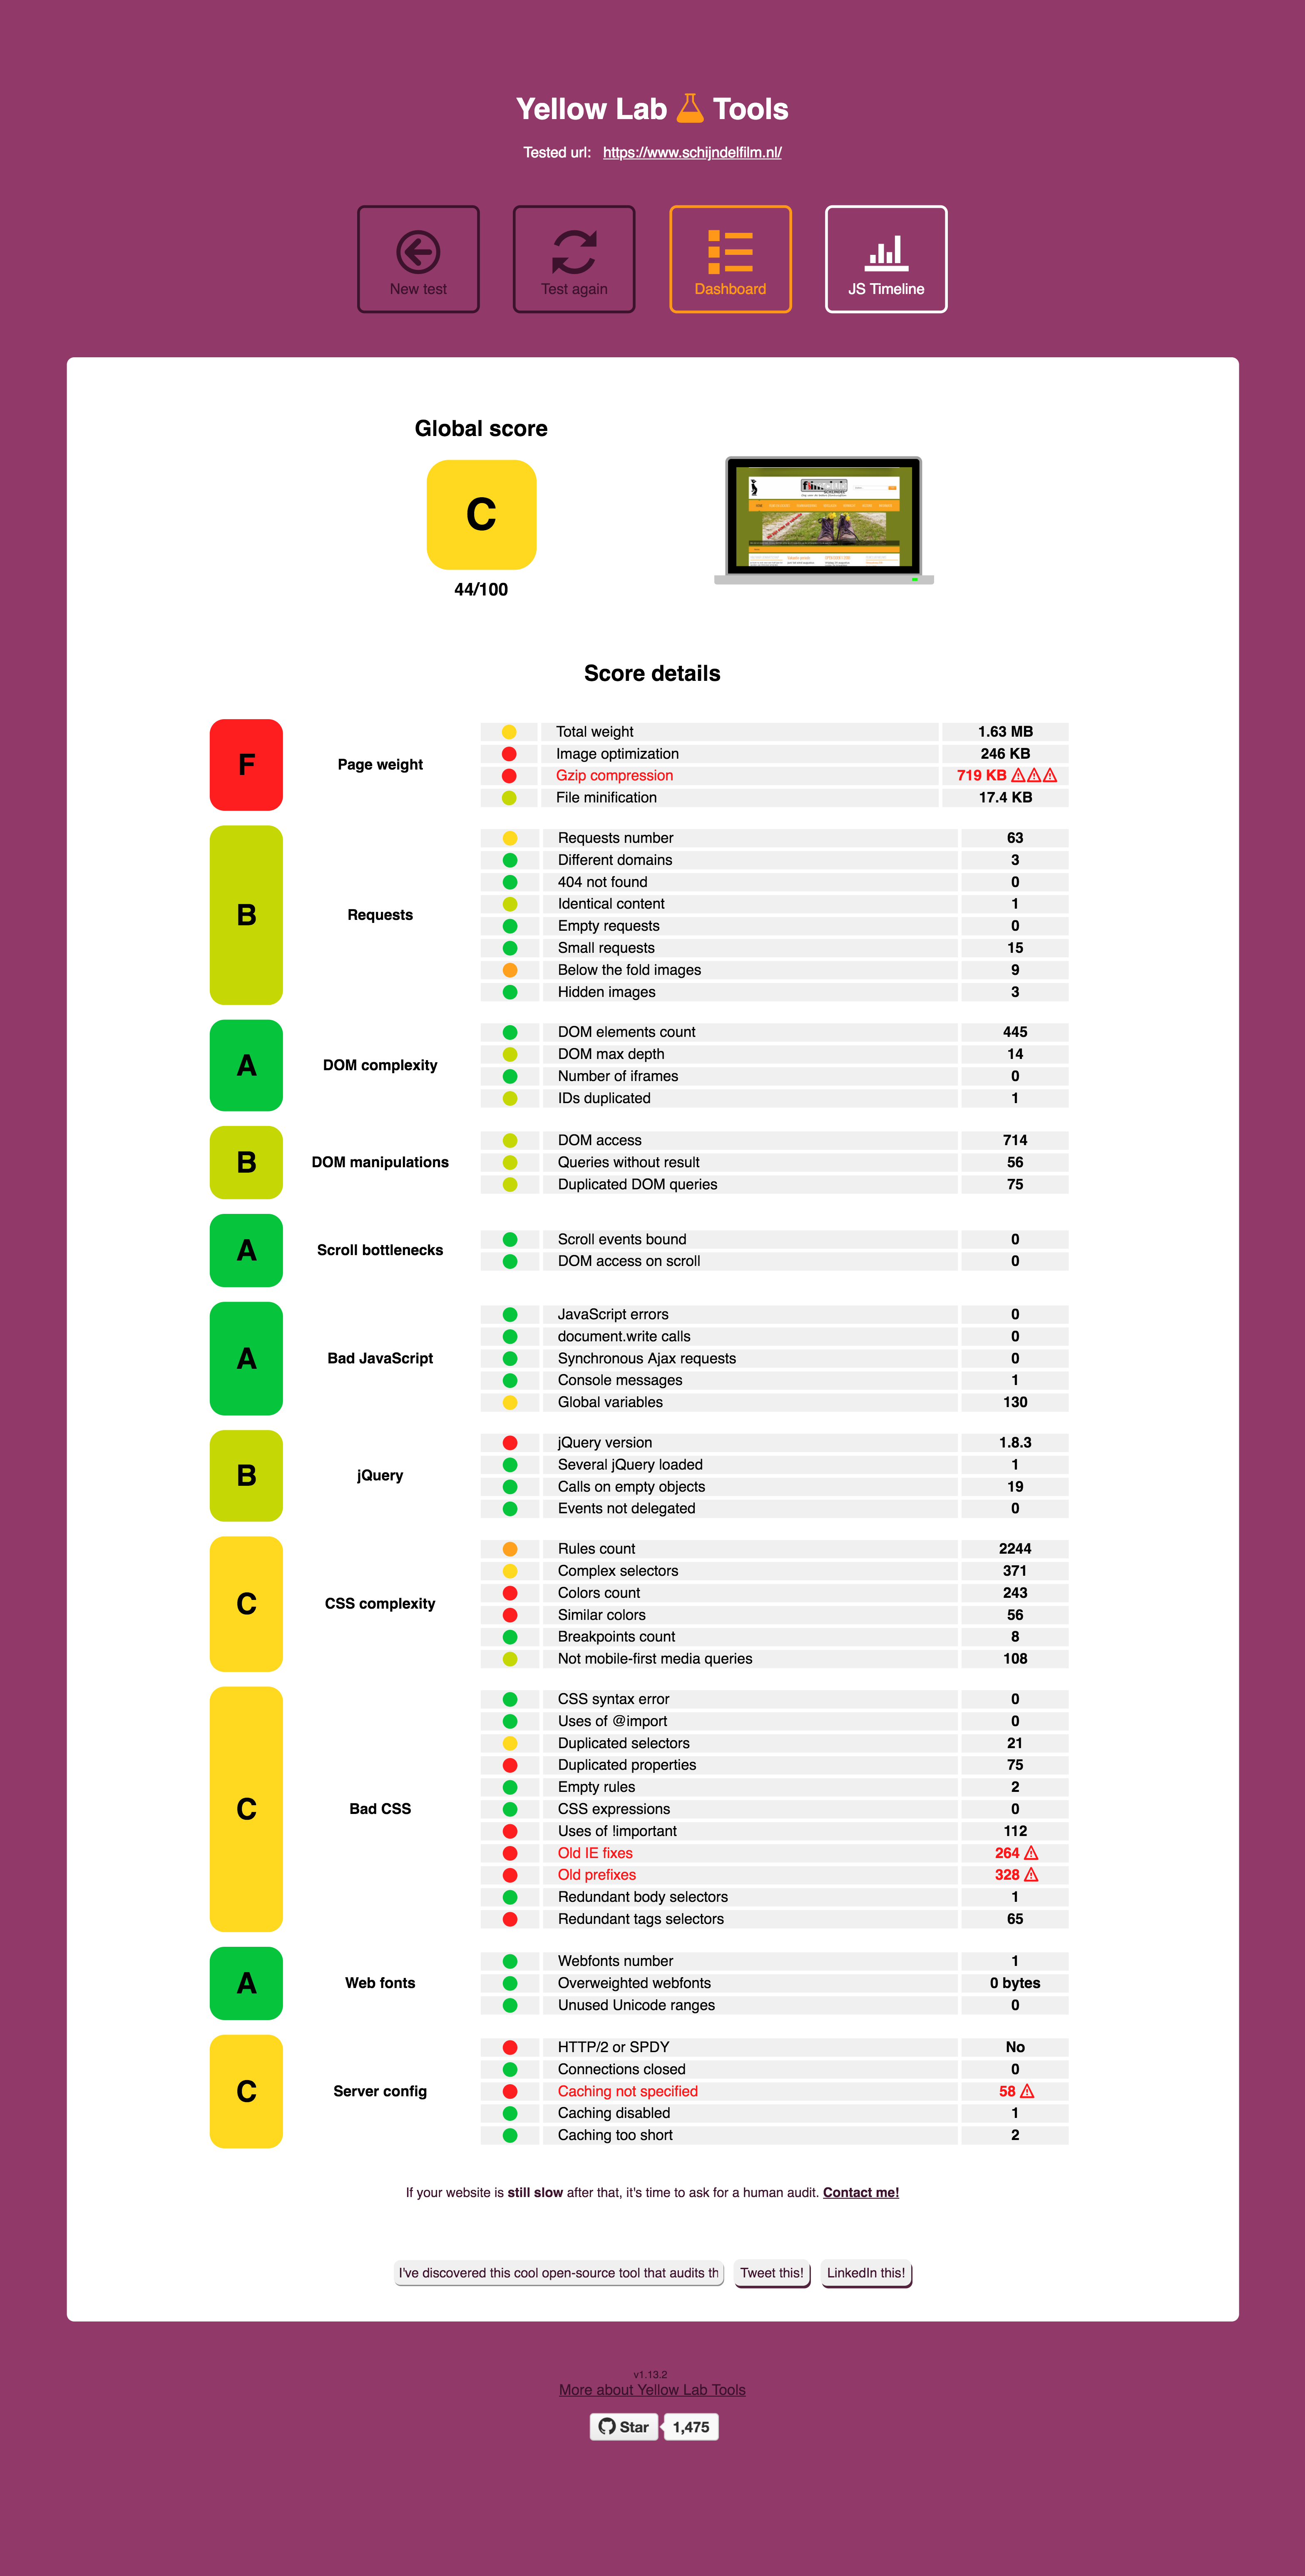 Yellow Lab Tools
Tested url: https://www.schijndelfilm.nl/
New test
Test again
Dashboard
JS Timeline
Global score
C
44/100
Score details
F
Page weight
Total weight 1.63 MB
Image optimization 246 KB
Gzip compression 719 KB
File minification 17.4 KB
B
Requests
Requests number 63
Different domains 3
404 not found 0
Identical content 1
Empty requests 0
Small requests 15
Below the fold images 9
Hidden images 3
A
DOM complexity
DOM elements count 445
DOM max depth 14
Number of iframes 0
IDs duplicated 1
B
DOM manipulations
DOM access 714
Queries without result 56
Duplicated DOM queries 75
A
Scroll bottlenecks
Scroll events bound 0
DOM access on scroll 0
A
Bad JavaScript
JavaScript errors 0
document.write calls 0
Synchronous Ajax requests 0
Console messages 1
Global variables 130
B
jQuery
jQuery version 1.8.3
Several jQuery loaded 1
Calls on empty objects 19
Events not delegated 0
C
CSS complexity
Rules count 2244
Complex selectors 371
Colors count 243
Similar colors 56
Breakpoints count 8
Not mobile-first media queries 108
C
Bad CSS
CSS syntax error 0
Uses of @import 0
Duplicated selectors 21
Duplicated properties 75
Empty rules 2
CSS expressions 0
Uses of !important 112
Old IE fixes 264
Old prefixes 328
Redundant body selectors 1
Redundant tags selectors 65
A
Web fonts
Webfonts number 1
Overweighted webfonts 0 bytes
Unused Unicode ranges 0
C
Server config
HTTP/2 or SPDY No
Connections closed 0
Caching not specified 58
Caching disabled 1
Caching too short 2
If your website is still slow after that, it's time to ask for a human audit. Contact me!
I've discovered this cool open-source tool that audits th
Tweet this!
LinkedIn this!
v1.13.2
More about Yellow Lab Tools
Star 1,475